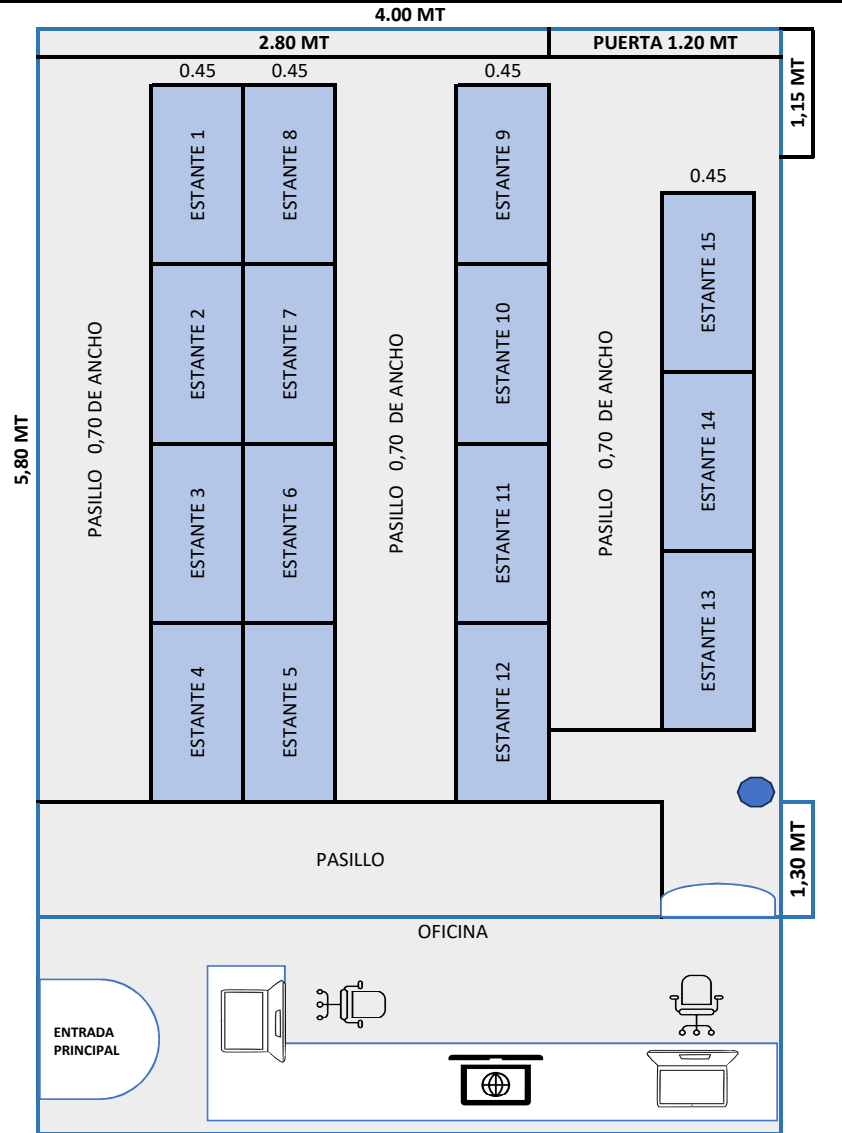 4.00 MT
2.80 MT
PUERTA 1.20 MT
1,15 MT
0.45
0.45
0.45
0.45
ESTANTE 1
ESTANTE 8
ESTANTE 9
ESTANTE 15
ESTANTE 2
ESTANTE 7
ESTANTE 10
ESTANTE 14
ESTANTE 3
ESTANTE 6
ESTANTE 11
ESTANTE 13
ESTANTE 4
ESTANTE 5
ESTANTE 12
5,80 MT
PASILLO 0,70 DE ANCHO
PASILLO 0,70 DE ANCHO
PASILLO 0,70 DE ANCHO
1,30 MT
PASILLO
OFICINA
ENTRADA
PRINCIPAL